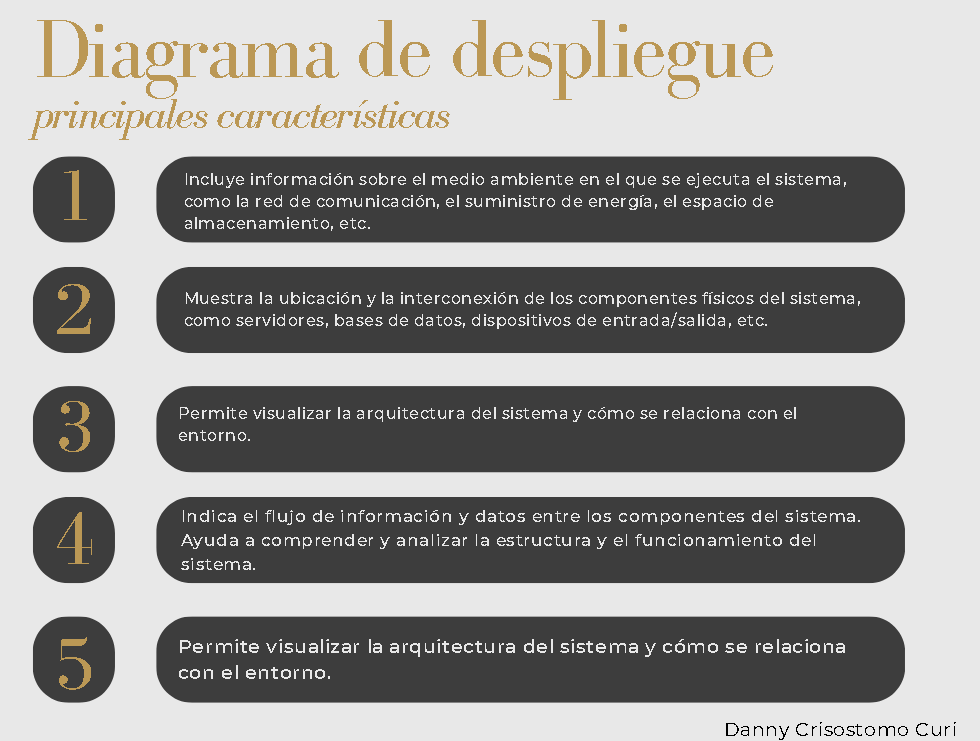 Diagrama de despliegue
principales características
1
Incluye información sobre el medio ambiente en el que se ejecuta el sistema,
como la red de comunicación, el suministro de energía, el espacio de
almacenamiento, etc.
2
Muestra la ubicación y la interconexión de los componentes físicos del sistema,
como servidores, bases de datos, dispositivos de entrada/salida, etc.
3
Permite visualizar la arquitectura del sistema y cómo se relaciona con el
entorno.
4
Indica el flujo de información y datos entre los componentes del sistema.
Ayuda a comprender y analizar la estructura y el funcionamiento del
sistema.
5
Permite visualizar la arquitectura del sistema y cómo se relaciona
con el entorno.
Danny Crisostomo Curi